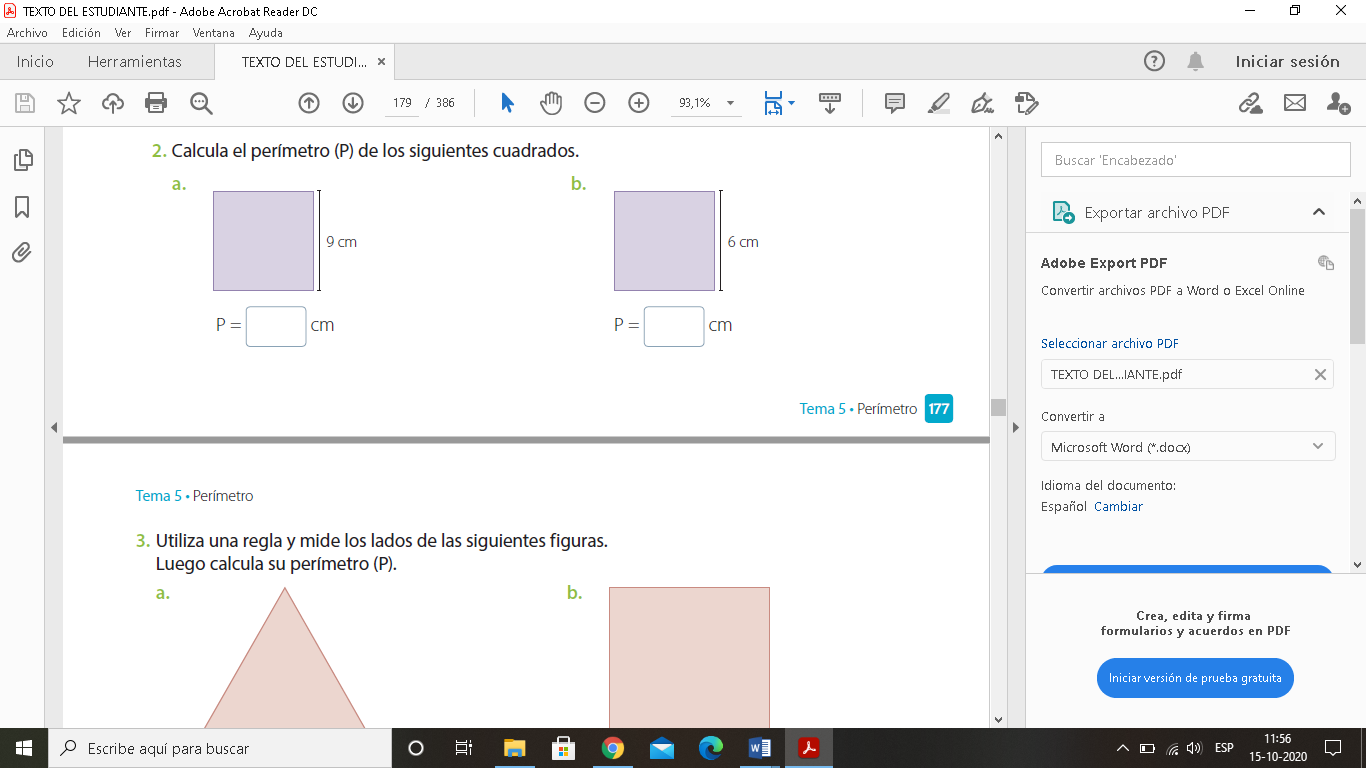 TEXTO DEL ESTUDIANTE.pdf - Adobe Acrobat Reader DC
Archivo Edición Ver Firmar Ventana Ayuda
Inicio Herramientas TEXTO DEL ESTUDI... × Iniciar sesión
179 / 386 93,1%
2. Calcula el perímetro (P) de los siguientes cuadrados.
a. b.
9 cm 6 cm
P = cm P = cm
Tema 5 • Perímetro 177
Tema 5 • Perímetro
3. Utiliza una regla y mide los lados de las siguientes figuras.
Luego calcula su perímetro (P).
a. b.
Buscar 'Encabezado'
Exportar archivo PDF
Adobe Export PDF
Convertir archivos PDF a Word o Excel Online
Seleccionar archivo PDF
TEXTO DEL...IANTE.pdf
Convertir a
Microsoft Word (*.docx)
Idioma del documento:
Español Cambiar
Crea, edita y firma
formularios y acuerdos en PDF
Iniciar versión de prueba gratuita
Escribe aquí para buscar
ESP
11:56
15-10-2020